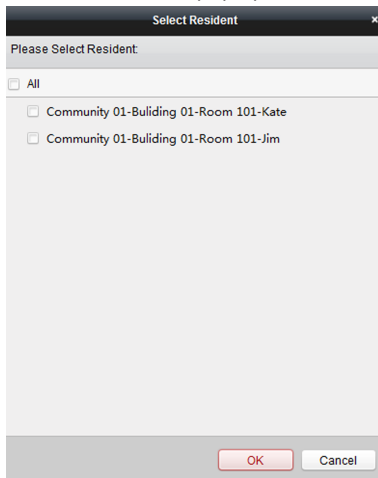 Select Resident
×
Please Select Resident:
All
Community 01-Buliding 01-Room 101-Kate
Community 01-Buliding 01-Room 101-Jim
OK Cancel